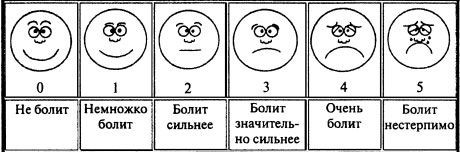 0 1 2 3 4 5
Не болит
Немножко
болит
Болит
сильнее
Болит
значитель-
но сильнее
Очень
болит
Болит
нестерпимо